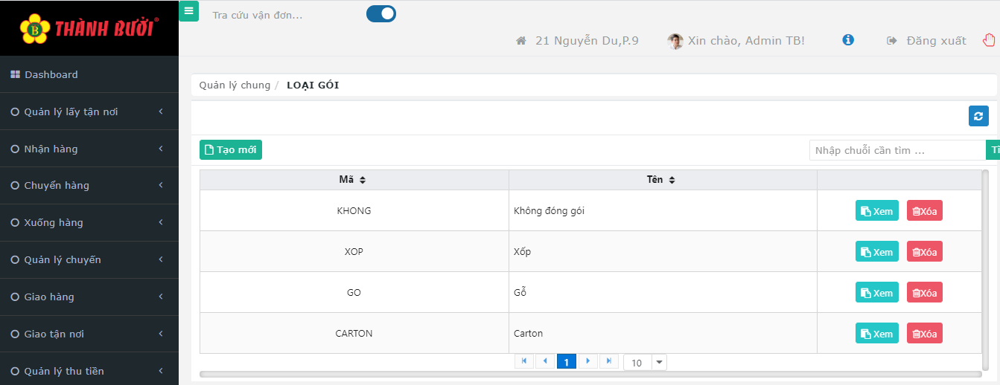 THÀNH BƯỞI®
Tra cứu vận đơn...
21 Nguyễn Du,P.9
Xin chào, Admin TB!
Đăng xuất
Dashboard
Quản lý lấy tận nơi
Nhận hàng
Chuyển hàng
Xuống hàng
Quản lý chuyến
Giao hàng
Giao tận nơi
Quản lý thu tiền
Quản lý chung / LOẠI GÓI
Tạo mới
Nhập chuỗi cần tìm ...
Mã Tên
KHONG Không đóng gói Xem Xóa
XOP Xốp Xem Xóa
GO Gỗ Xem Xóa
CARTON Carton Xem Xóa
1 10